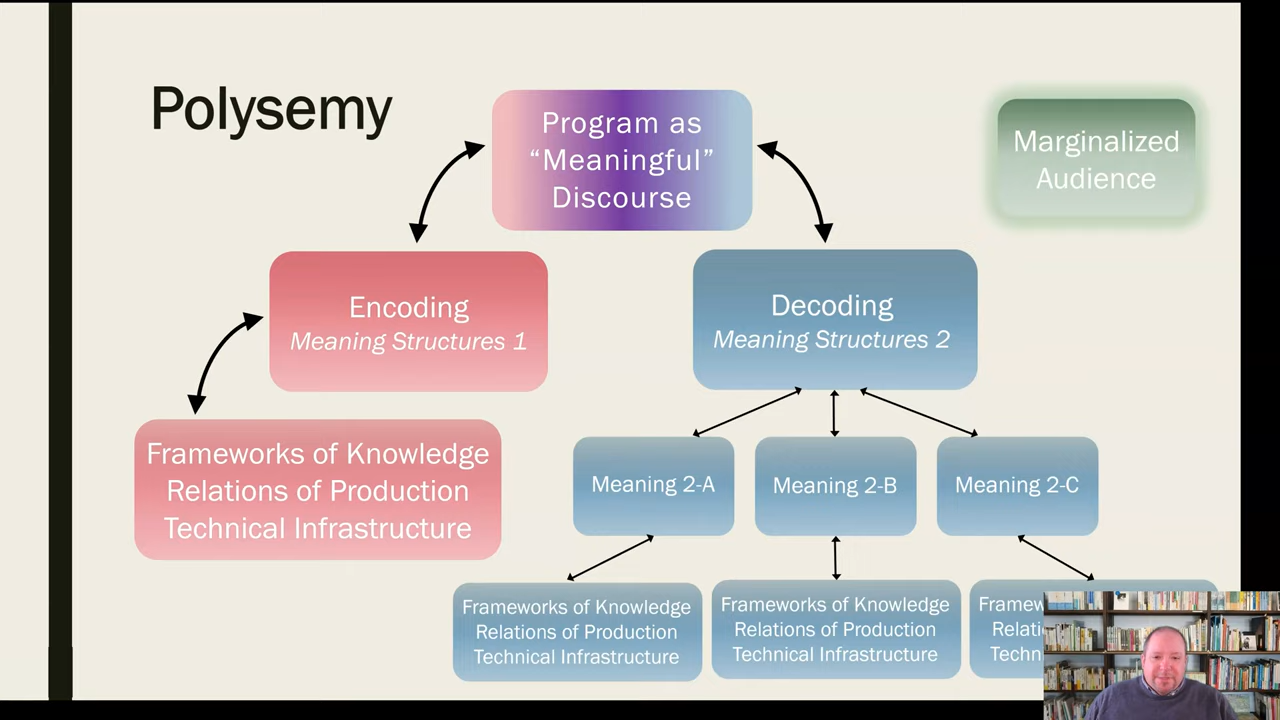 Polysemy
Program as
“Meaningful”
Discourse
Marginalized
Audience
Encoding
Meaning Structures 1
Decoding
Meaning Structures 2
Frameworks of Knowledge
Relations of Production
Technical Infrastructure
Meaning 2-A
Meaning 2-B
Meaning 2-C
Frameworks of Knowledge
Relations of Production
Technical Infrastructure
Frameworks of Knowledge
Relations of Production
Technical Infrastructure